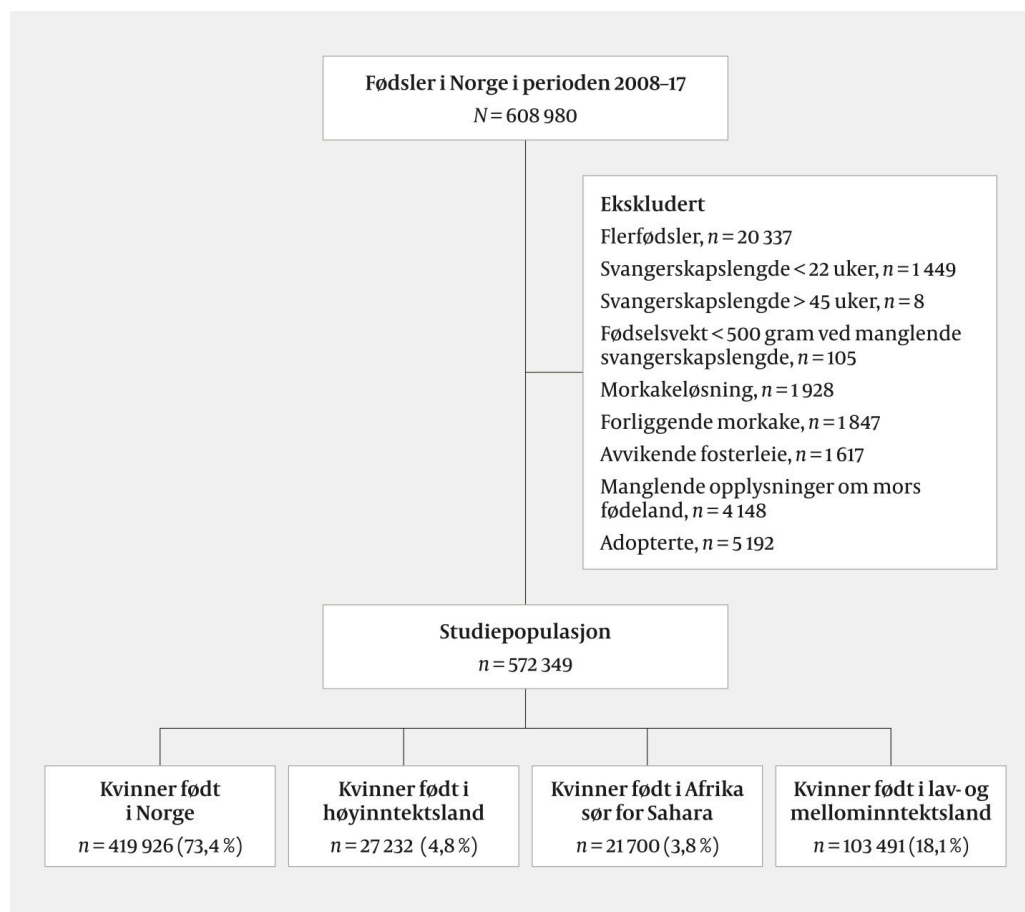 Fødsler i Norge i perioden 2008–17
N = 608 980
Ekskludert
Flerfødsler, n = 20 337
Svangerskapslengde < 22 uker, n = 1 449
Svangerskapslengde > 45 uker, n = 8
Fødselsvekt < 500 gram ved manglende
svangerskapslengde, n = 105
Morkakeløsning, n = 1 928
Forliggende morkake, n = 1 847
Avvikende fosterleie, n = 1 617
Manglende opplysninger om mors
fødeland, n = 4 148
Adopterte, n = 5 192
Studiepopulasjon
n = 572 349
Kvinner født
i Norge
n = 419 926 (73,4 %)
Kvinner født i
høyinntektsland
n = 27 232 (4,8 %)
Kvinner født i Afrika
sør for Sahara
n = 21 700 (3,8 %)
Kvinner født i lav- og
mellominntektsland
n = 103 491 (18,1 %)